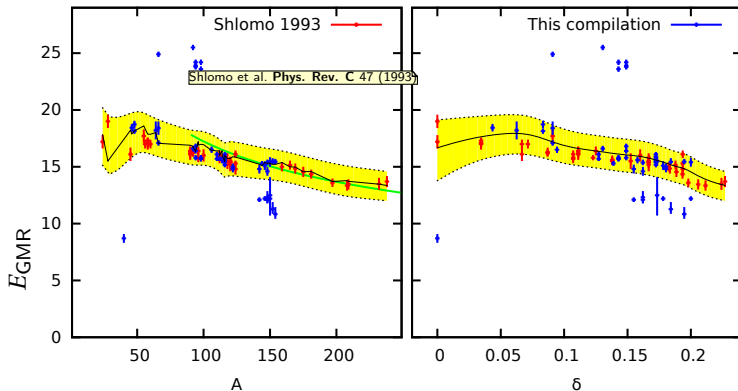 Shlomo 1993
This compilation
Shlomo et al. Phys. Rev. C 47 (1993)
E_GMR
25
20
15
10
5
0
50
100
150
200
A
0
0.05
0.1
0.15
0.2
δ